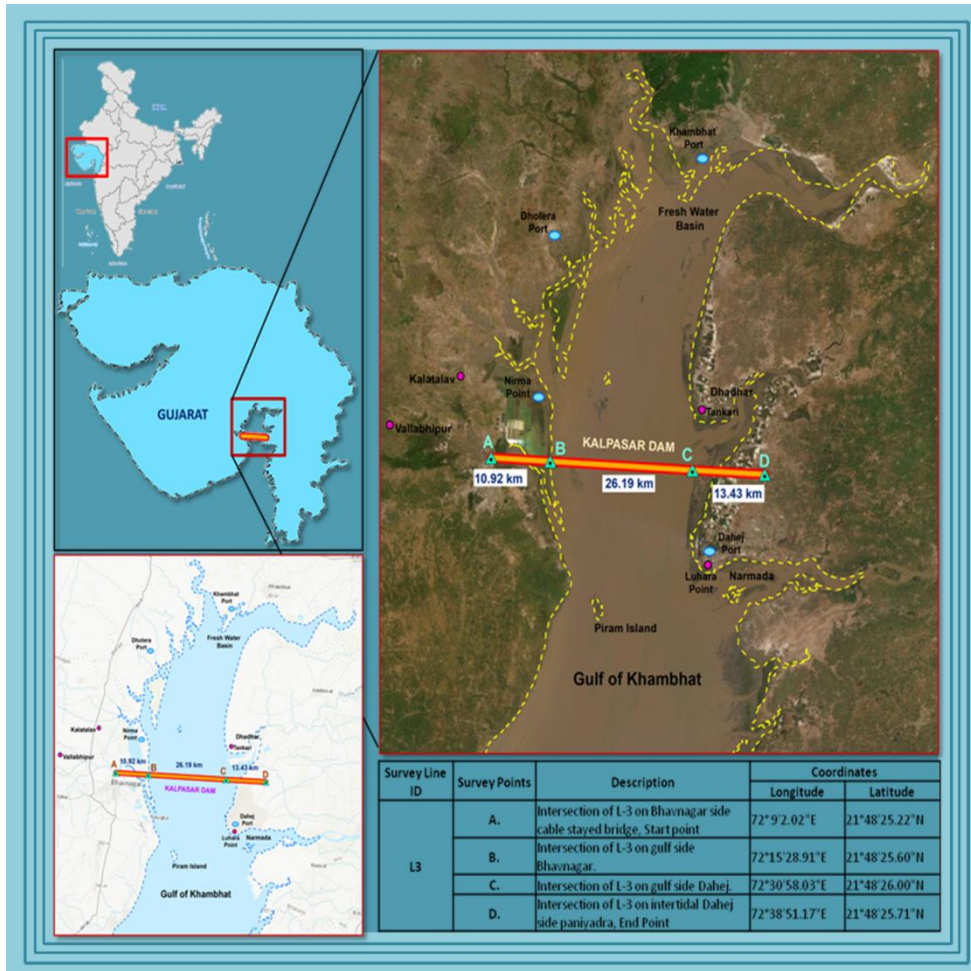 GUJARAT
Khambhat
Port
Fresh Water
Basin
Dholera
Port
Kalatalav
Nirma
Point
Vallabhipur
Dhadhar
Tankari
A
B
KALPASAR DAM
C
D
10.92 km
26.19 km
13.43 km
Dahej
Port
Luhara
Point
Narmada
Piram Island
Gulf of Khambhat
Khambhat
Port
Fresh Water
Basin
Dholera
Port
Kalatalav
Nirma
Point
Vallabhipur
Dhadhar
Tankari
A
10.92 km
B
26.19 km
C
13.43 km
D
Bhavnagar
KALPASAR DAM
Dahej
Port
Luhara
Point
Narmada
Piram Island
Gulf of Khambhat
Survey Line ID Survey Points Description Coordinates
Longitude Latitude
L3
A. Intersection of L-3 on Bhavnagar side
cable stayed bridge, Start point 72°9'2.02"E 21°48'25.22"N
B. Intersection of L-3 on gulf side
Bhavnagar. 72°15'28.91"E 21°48'25.60"N
C. Intersection of L-3 on gulf side Dahej. 72°30'58.03"E 21°48'26.00"N
D. Intersection of L-3 on intertidal Dahej
side paniyadra, End Point 72°38'51.17"E 21°48'25.71"N